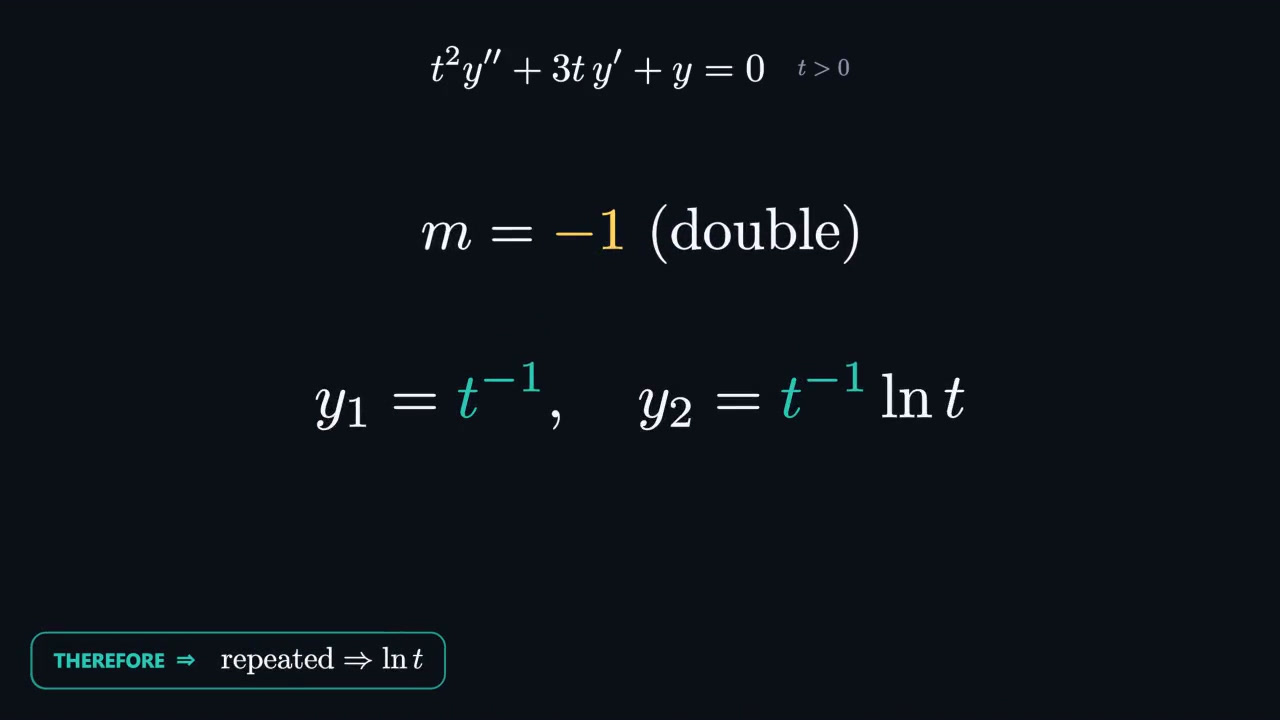 t²y″ + 3t y′ + y = 0 t > 0
m = −1 (double)
y₁ = t⁻¹, y₂ = t⁻¹ ln t
THEREFORE ⇒ repeated ⇒ ln t